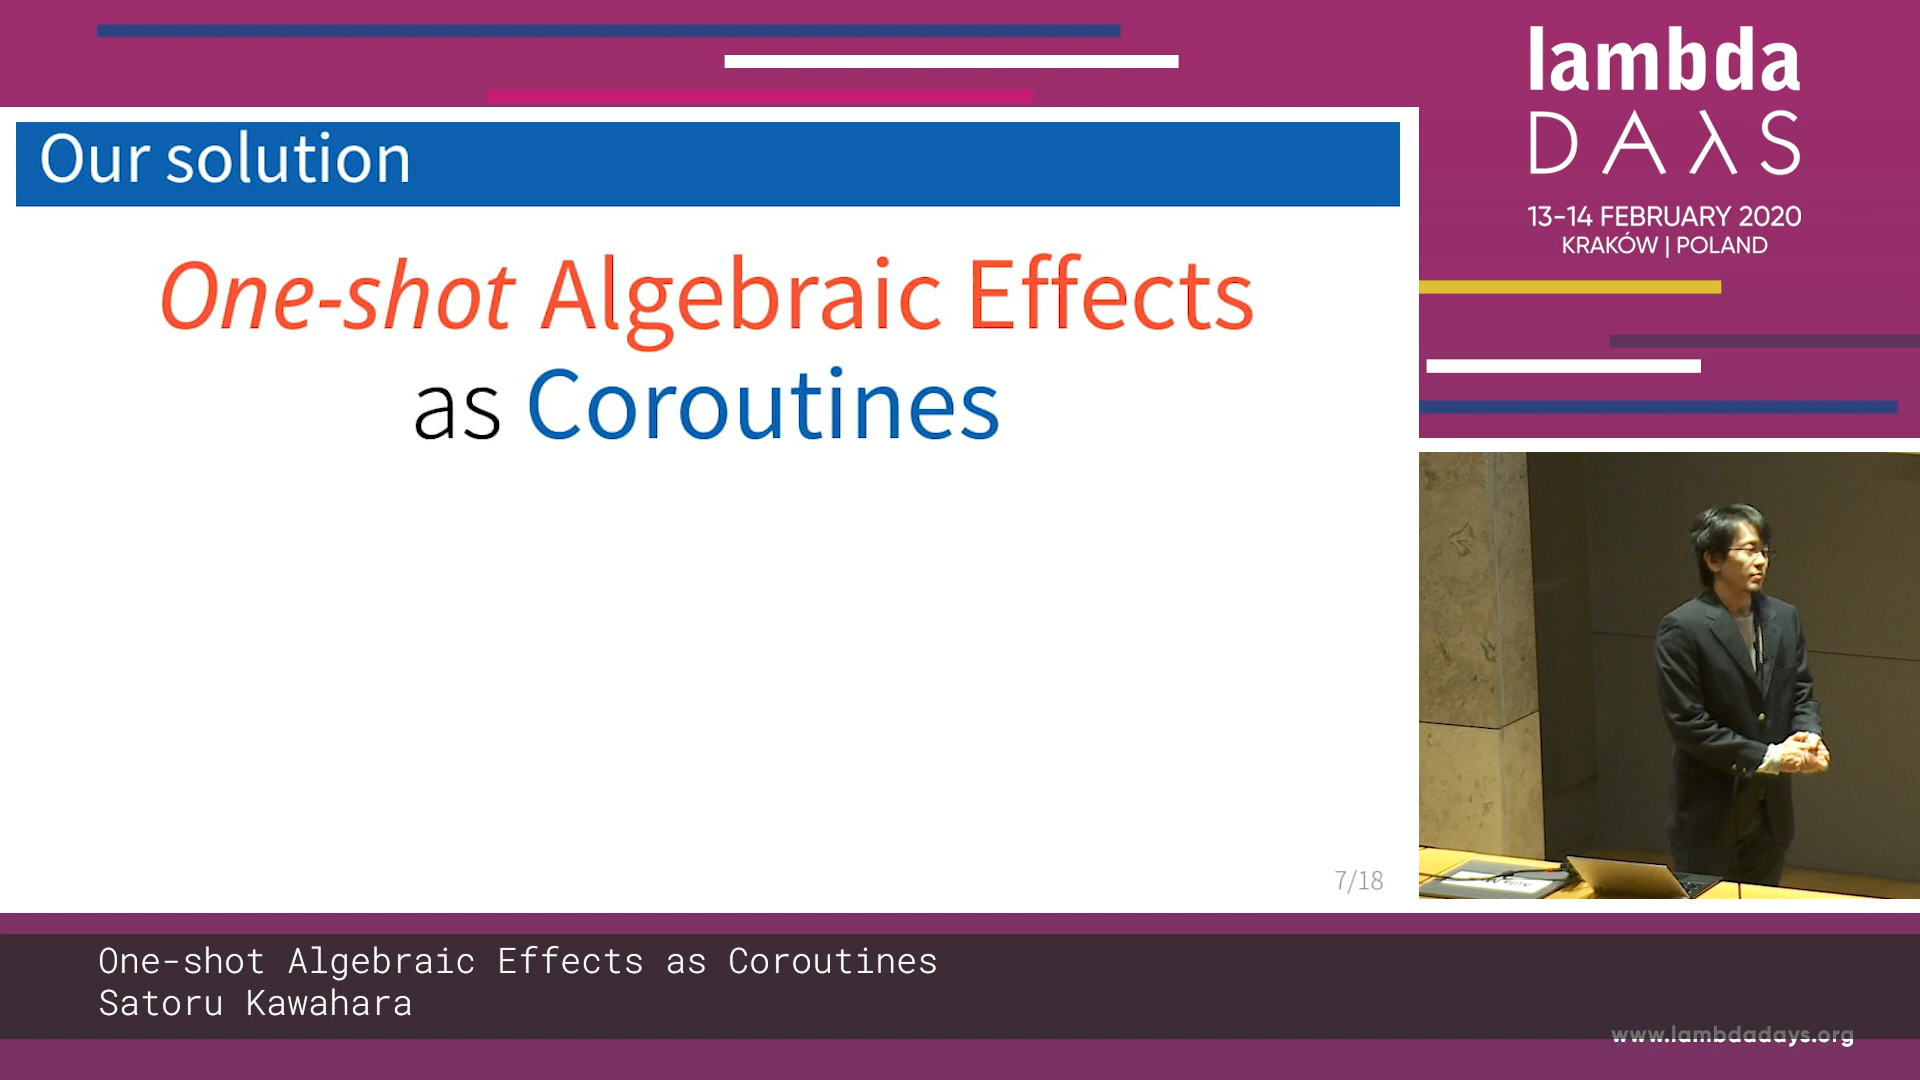 lambda
DAλS
13-14 FEBRUARY 2020
KRAKÓW | POLAND
Our solution
One-shot Algebraic Effects
as Coroutines
7/18
One-shot Algebraic Effects as Coroutines
Satoru Kawahara
www.lambdadays.org